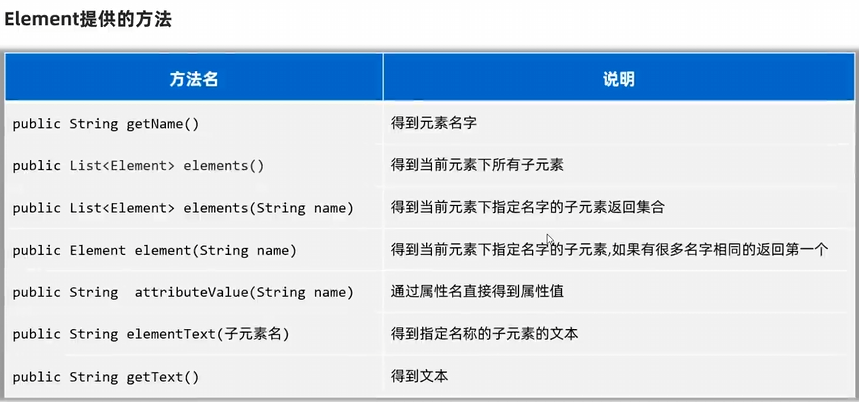 Element提供的方法
方法名 说明
public String getName() 得到元素名字
public List<Element> elements() 得到当前元素下所有子元素
public List<Element> elements(String name) 得到当前元素下指定名字的子元素返回集合
public Element element(String name) 得到当前元素下指定名字的子元素,如果有很多名字相同的返回第一个
public String  attributeValue(String name) 通过属性名直接得到属性值
public String elementText(子元素名) 得到指定名称的子元素的文本
public String getText() 得到文本